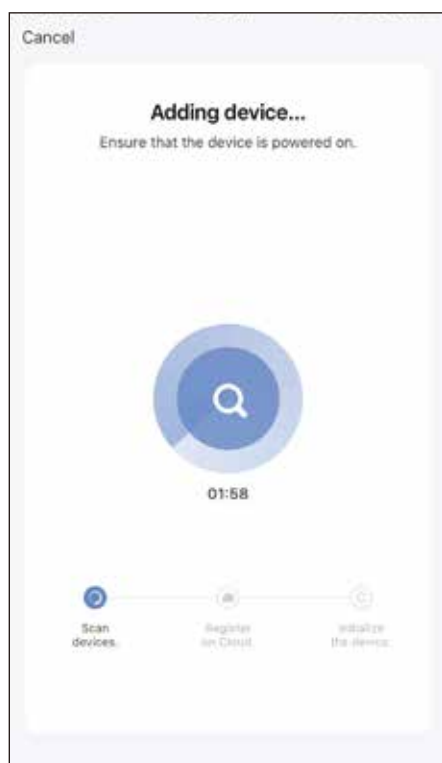 Cancel
Adding device...
Ensure that the device is powered on.
01:58
Scan
devices.
Register
on Cloud.
Initialize
the device.